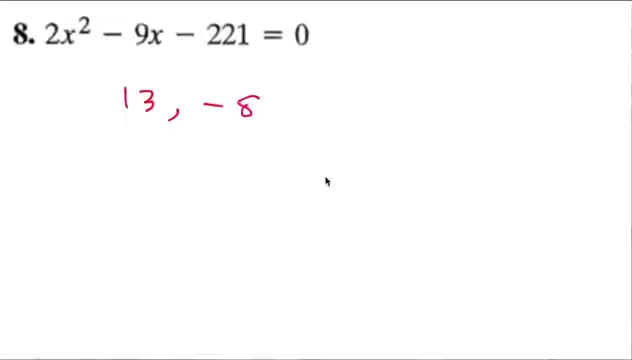 8. 2x² − 9x − 221 = 0
13, −8